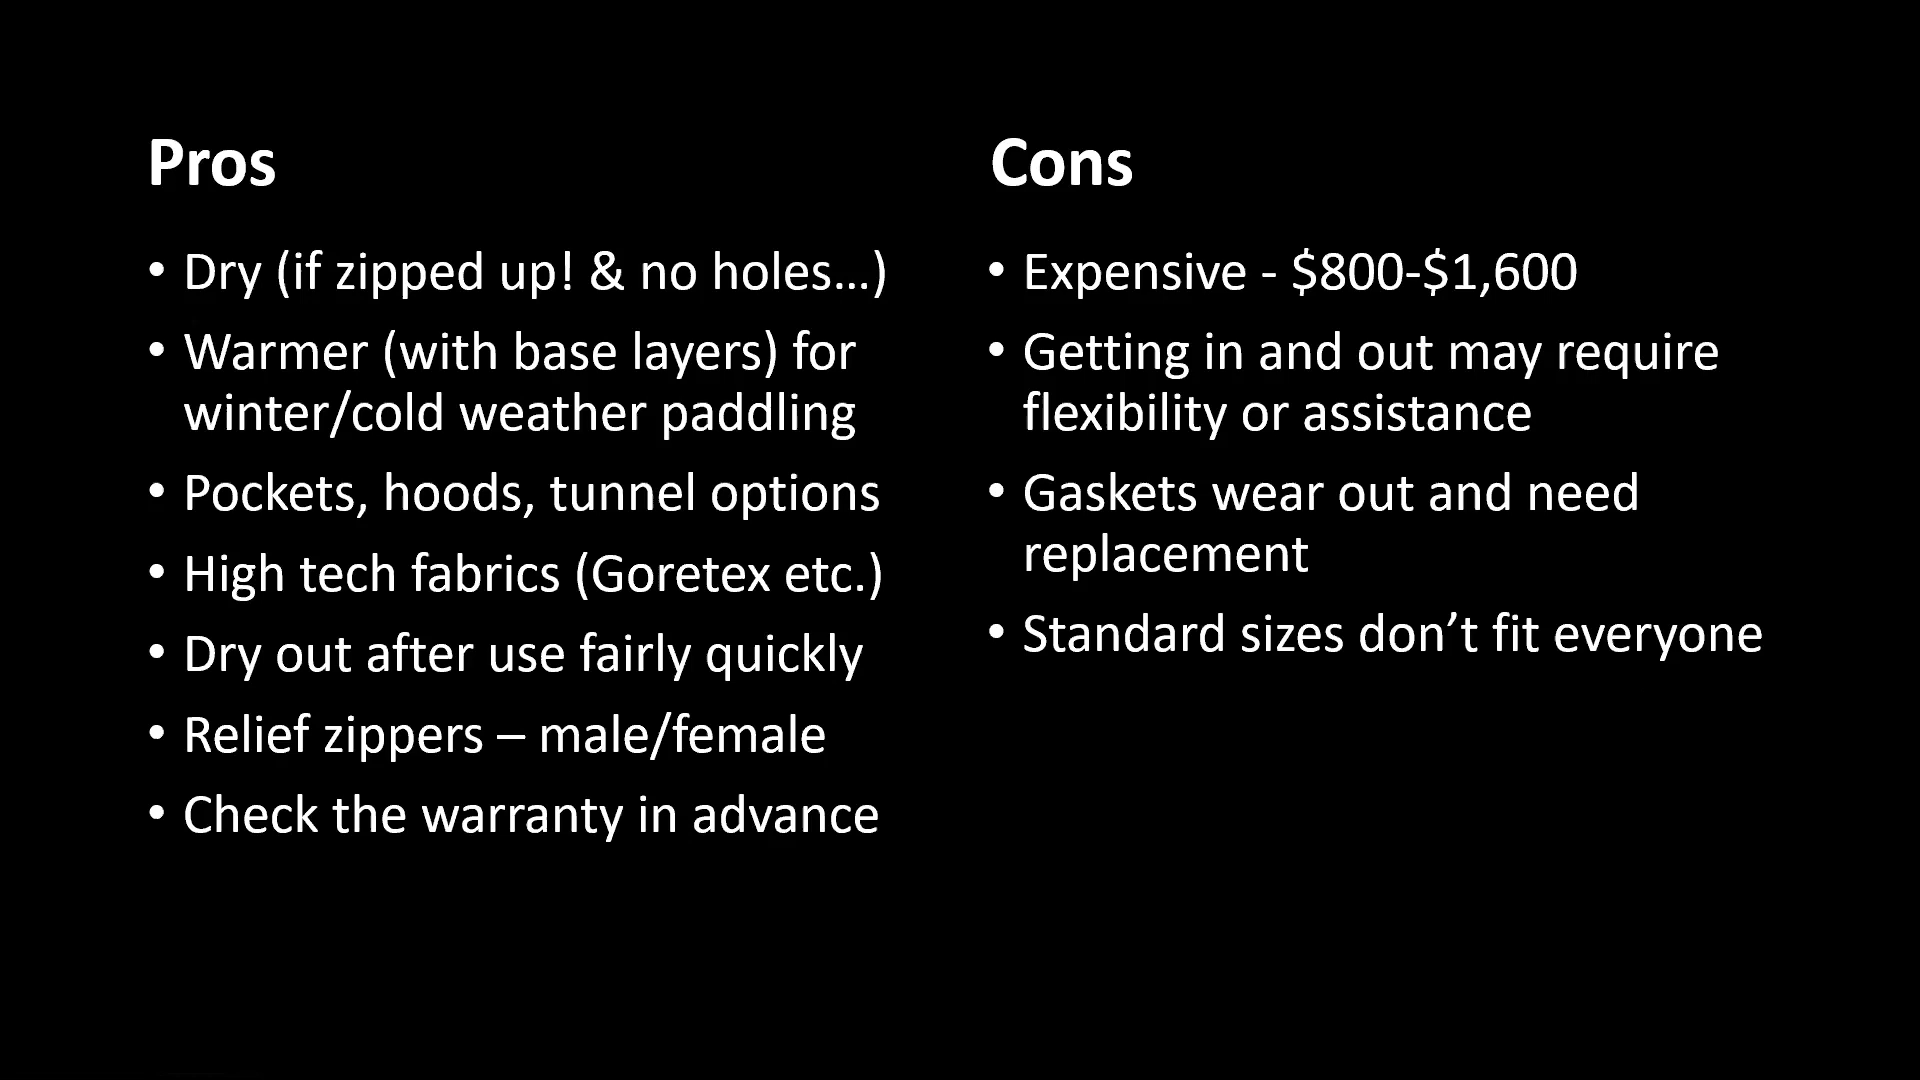 Pros
• Dry (if zipped up! & no holes...)
• Warmer (with base layers) for
winter/cold weather paddling
• Pockets, hoods, tunnel options
• High tech fabrics (Goretex etc.)
• Dry out after use fairly quickly
• Relief zippers – male/female
• Check the warranty in advance
Cons
• Expensive - $800-$1,600
• Getting in and out may require
flexibility or assistance
• Gaskets wear out and need
replacement
• Standard sizes don’t fit everyone